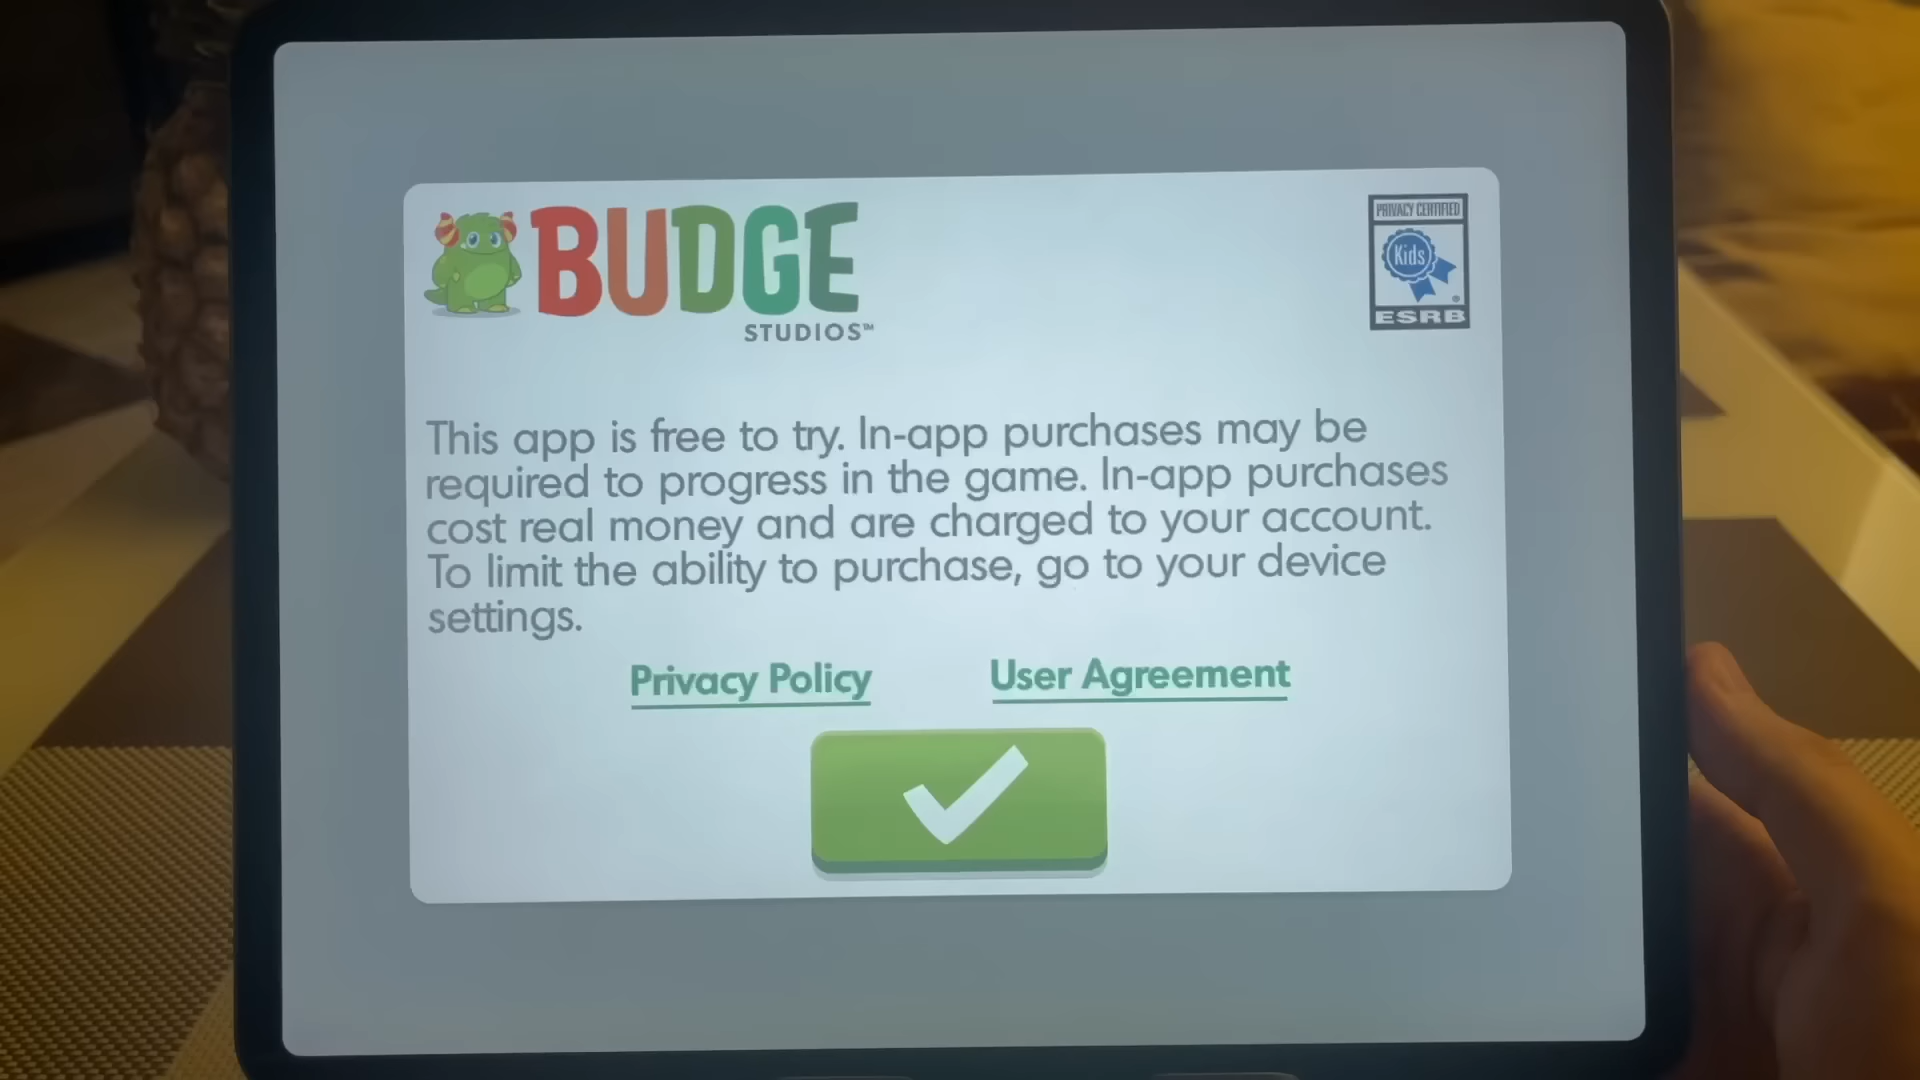 BUDGE
STUDIOS™
PRIVACY CERTIFIED
Kids
®
ESRB
This app is free to try. In-app purchases may be
required to progress in the game. In-app purchases
cost real money and are charged to your account.
To limit the ability to purchase, go to your device
settings.
Privacy Policy User Agreement